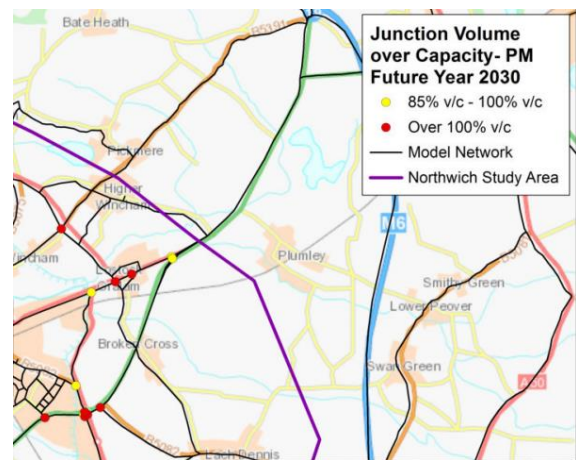 Bate Heath
B5391
Junction Volume
over Capacity- PM
Future Year 2030
85% v/c - 100% v/c
Over 100% v/c
Model Network
Northwich Study Area
Pickmere
Higher
Wincham
M6
Plumley
Smithy Green
Lower Peover
Broken Cross
Swan Green
A50
B5082
Lach Dennis